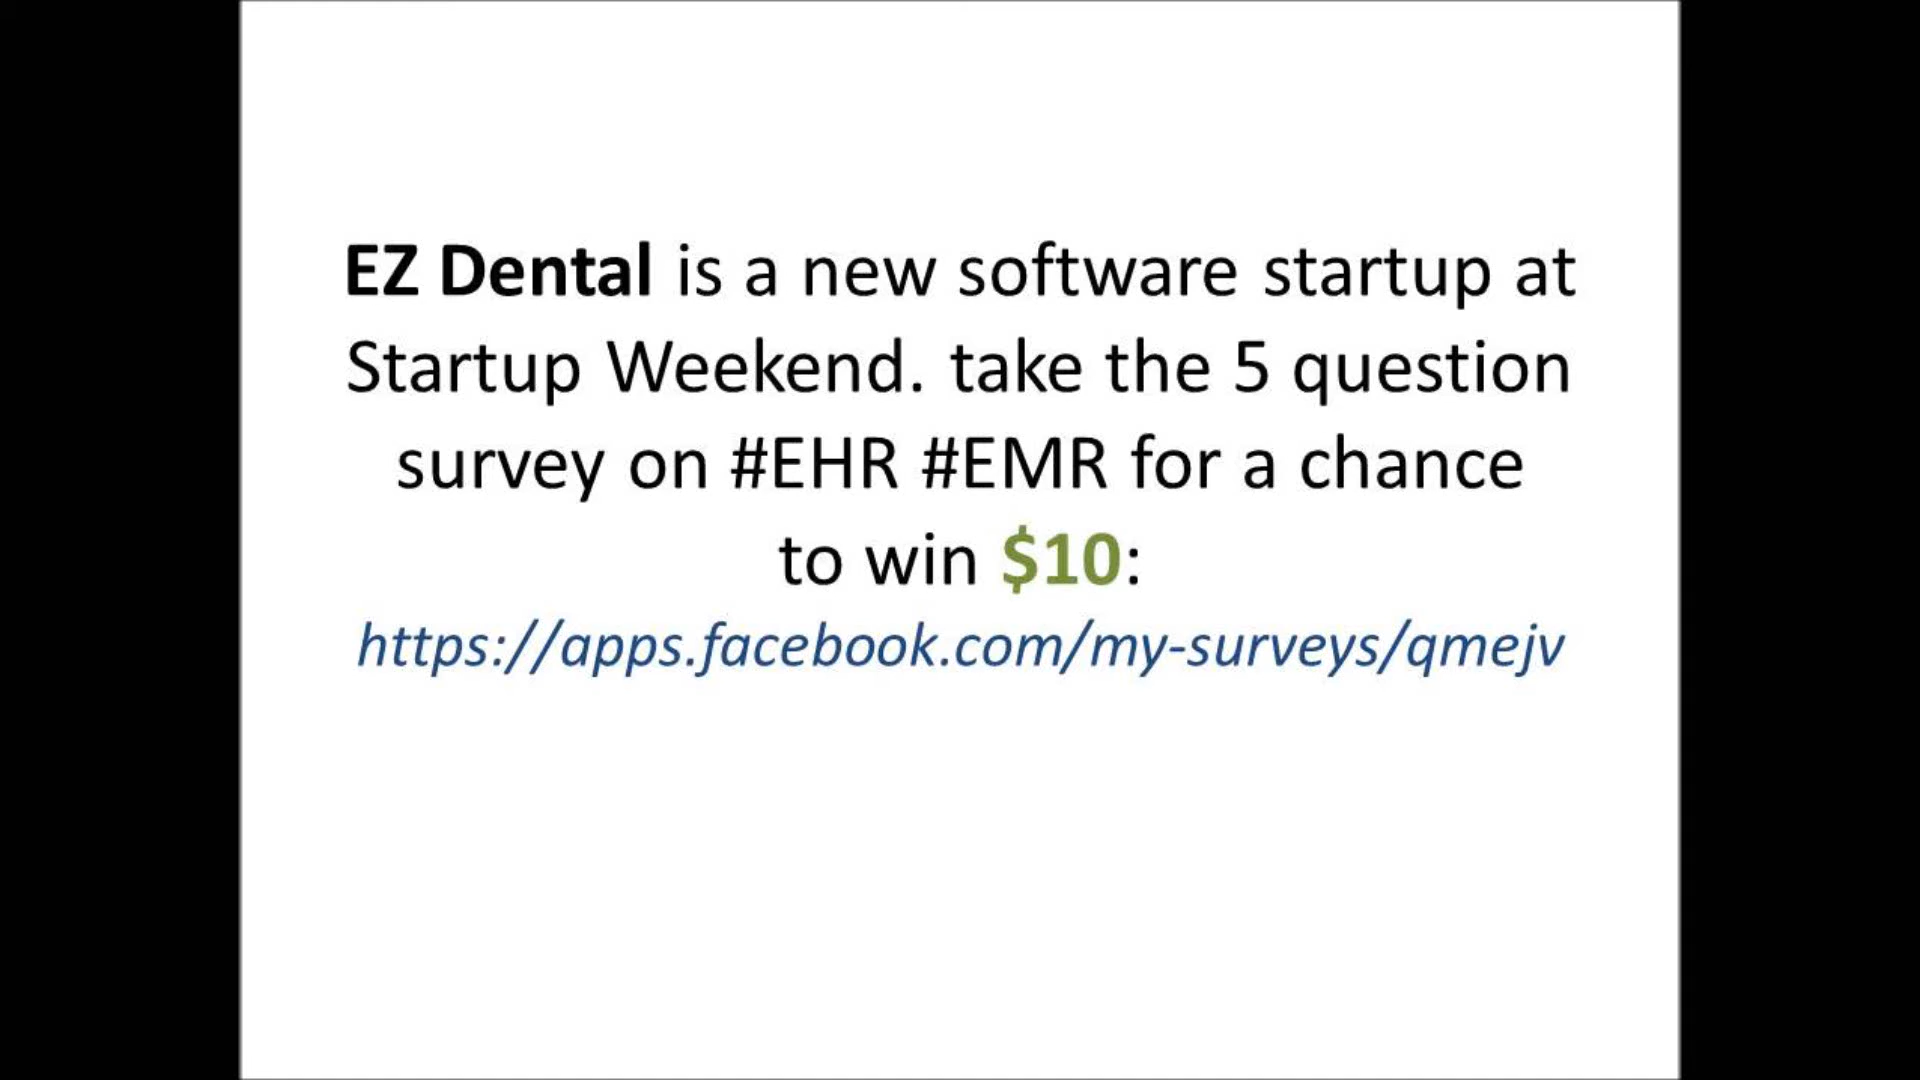 EZ Dental is a new software startup at
Startup Weekend. take the 5 question
survey on #EHR #EMR for a chance
to win $10:
https://apps.facebook.com/my-surveys/qmejv